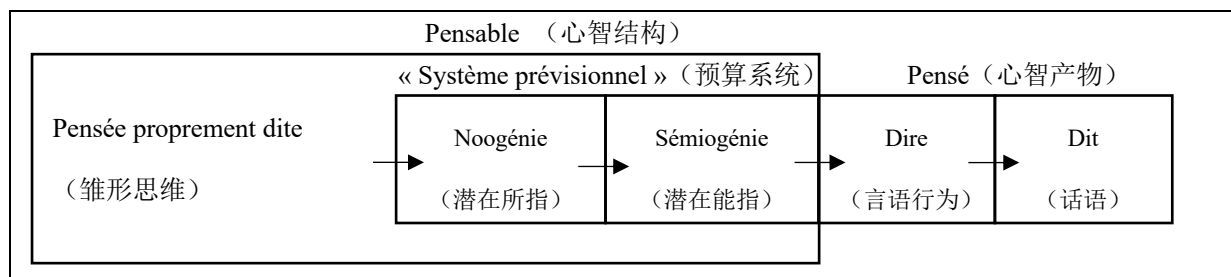 Pensable （心智结构）
« Système prévisionnel »（预算系统） Pensé（心智产物）
Pensée proprement dite
（雏形思维）
Noogénie
（潜在所指）
Sémiogénie
（潜在能指）
Dire
（言语行为）
Dit
（话语）